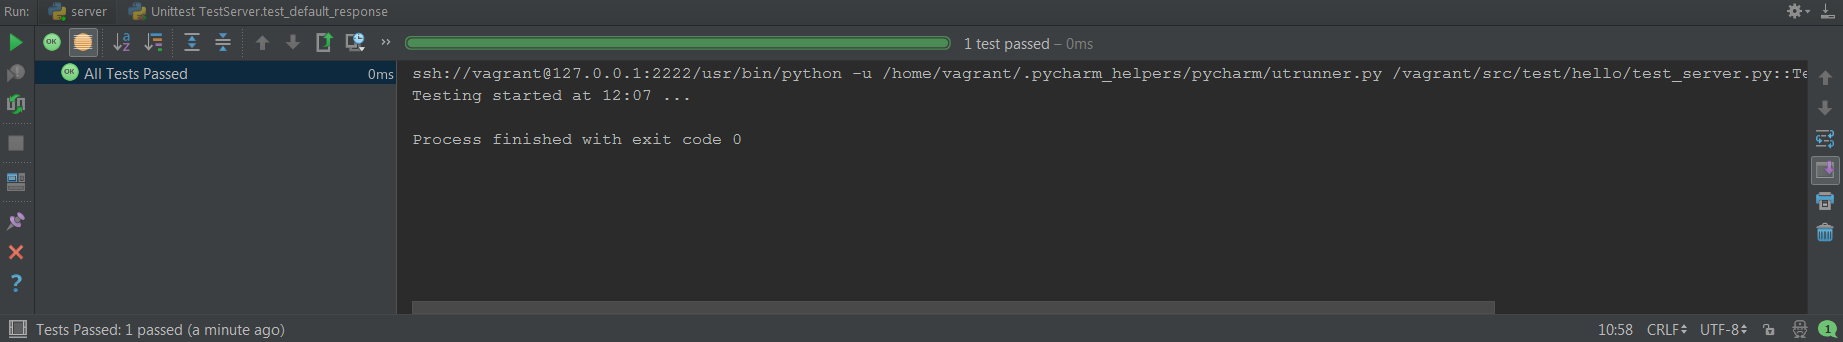 Run: server Unittest TestServer.test_default_response
OK 1 test passed – 0ms
OK All Tests Passed 0ms
ssh://vagrant@127.0.0.1:2222/usr/bin/python -u /home/vagrant/.pycharm_helpers/pycharm/utrunner.py /vagrant/src/test/hello/test_server.py::Te
Testing started at 12:07 ...
Process finished with exit code 0
Tests Passed: 1 passed (a minute ago) 10:58 CRLF UTF-8 1